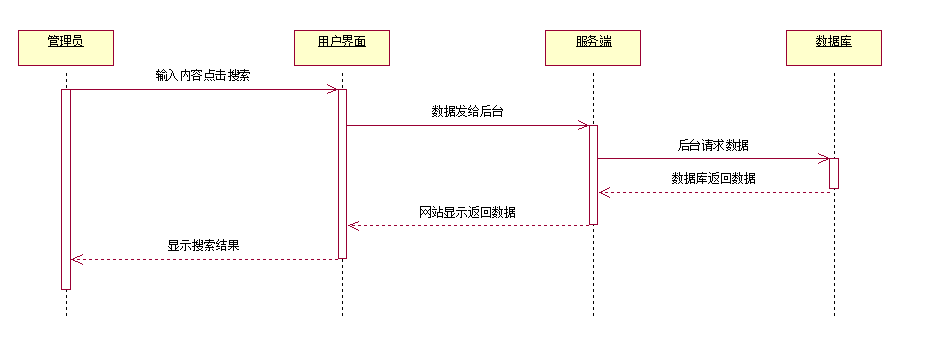 管理员
用户界面
服务端
数据库
输入内容点击搜索
数据发给后台
后台请求数据
数据库返回数据
网站显示返回数据
显示搜索结果